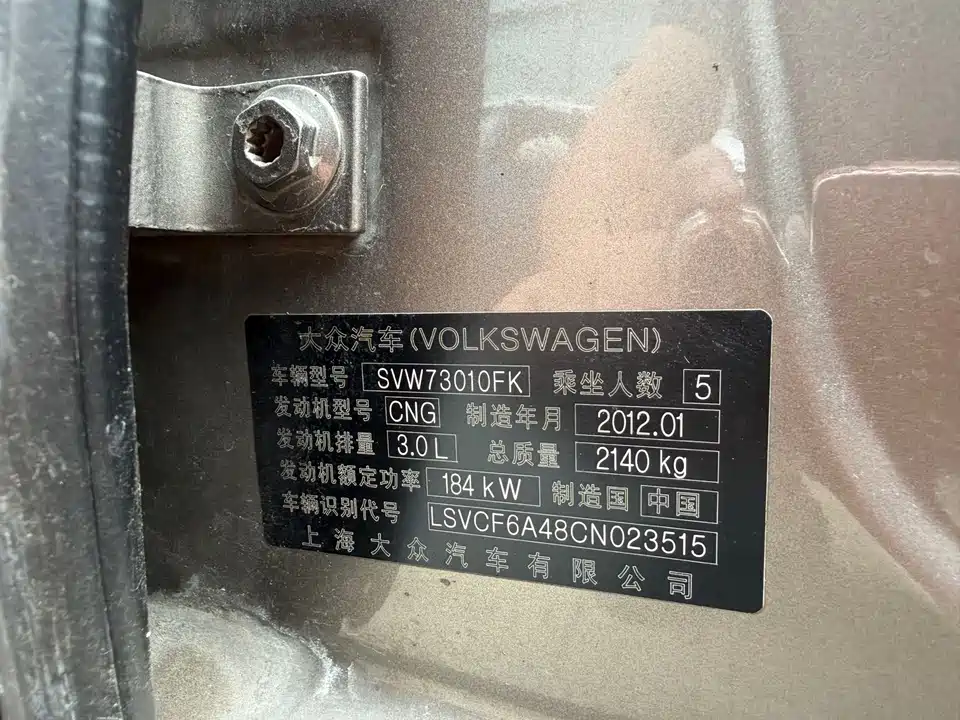 大众汽车(VOLKSWAGEN)
车辆型号 SVW73010FK 乘坐人数 5
发动机型号 CNG 制造年月 2012.01
发动机排量 3.0 L 总质量 2140 kg
发动机额定功率 184 kW 制造国 中国
车辆识别代号 LSVCF6A48CN023515
上海大众汽车有限公司